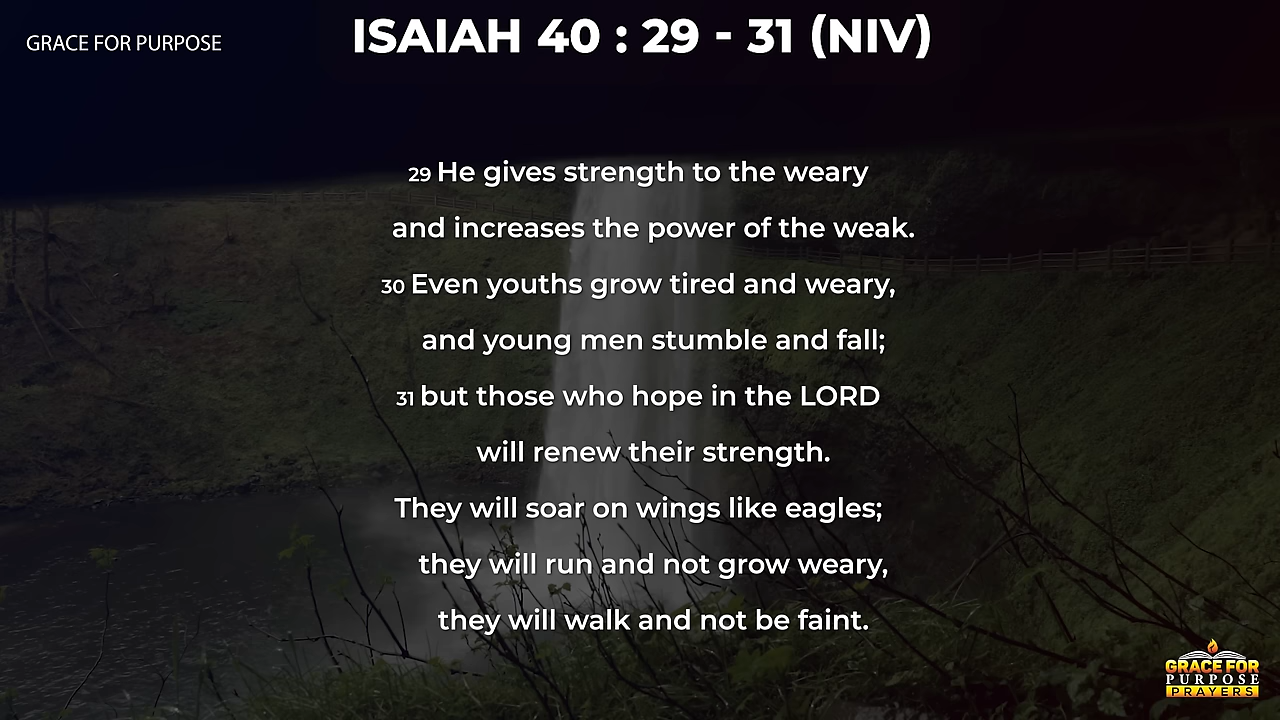 GRACE FOR PURPOSE
ISAIAH 40 : 29 - 31 (NIV)
29 He gives strength to the weary
and increases the power of the weak.
30 Even youths grow tired and weary,
and young men stumble and fall;
31 but those who hope in the LORD
will renew their strength.
They will soar on wings like eagles;
they will run and not grow weary,
they will walk and not be faint.
GRACE FOR
PURPOSE
PRAYERS